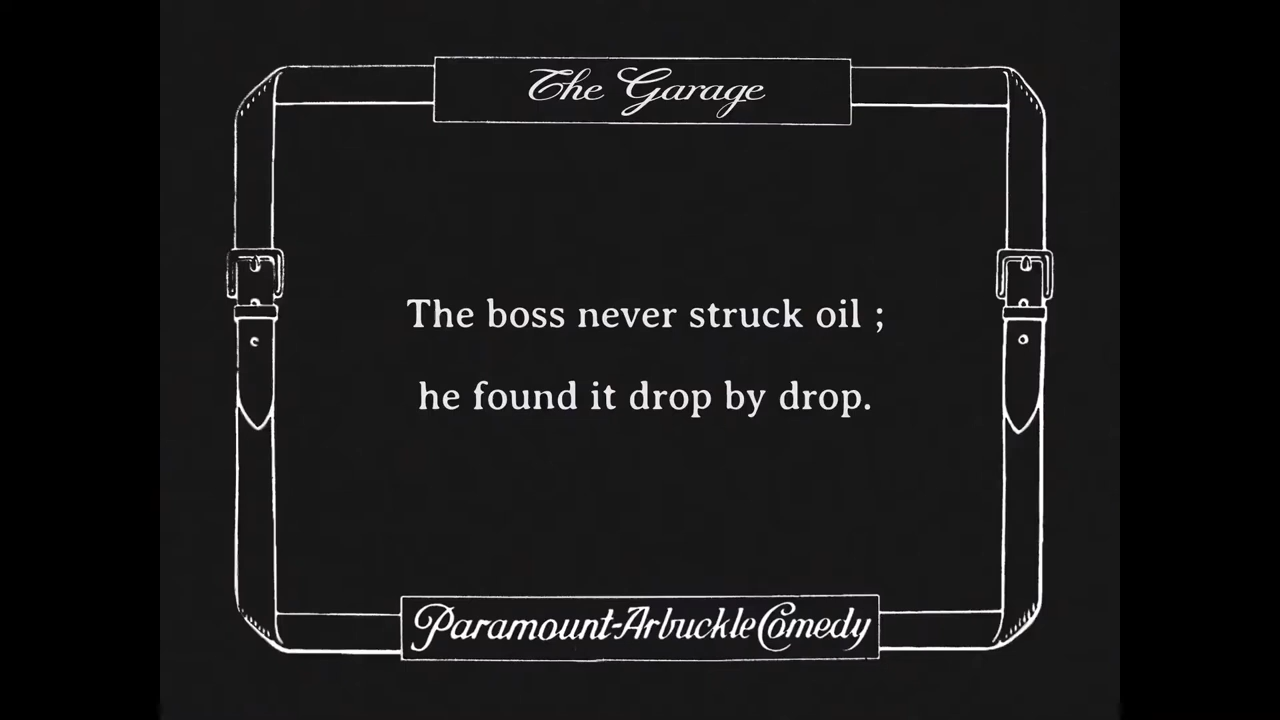 The Garage
The boss never struck oil ;
he found it drop by drop.
Paramount-Arbuckle Comedy